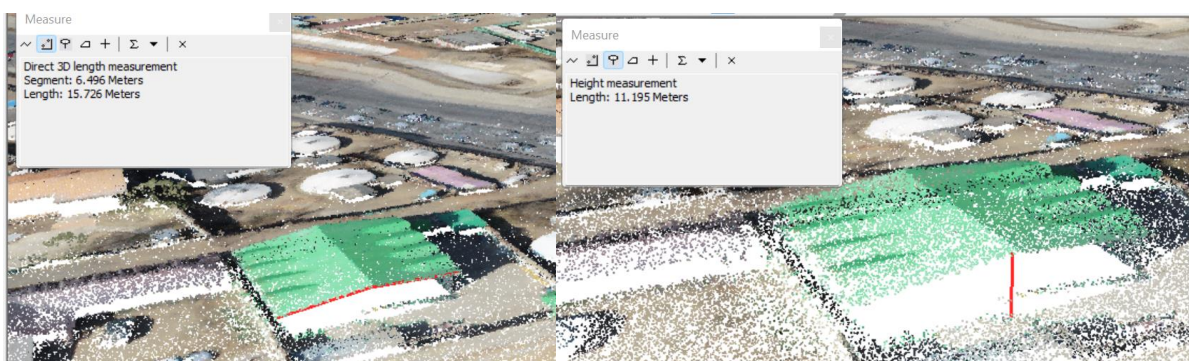 Measure
Direct 3D length measurement
Segment: 6.496 Meters
Length: 15.726 Meters
Measure
Height measurement
Length: 11.195 Meters